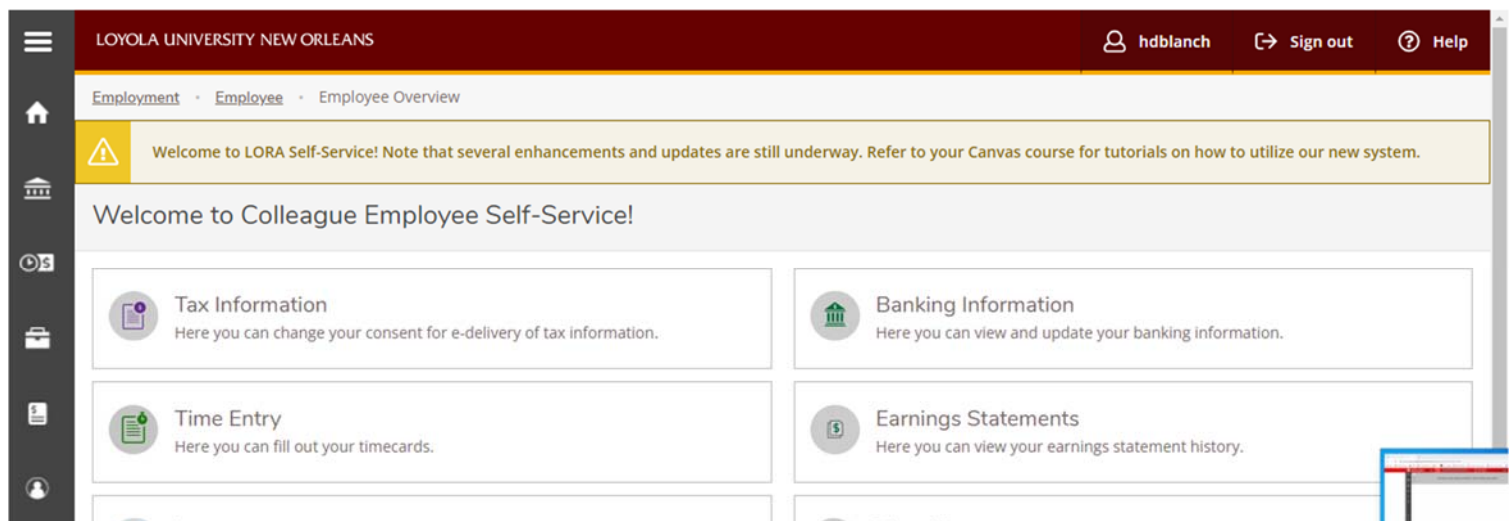 LOYOLA UNIVERSITY NEW ORLEANS
hdblanch
Sign out
Help
Employment · Employee · Employee Overview
Welcome to LORA Self-Service! Note that several enhancements and updates are still underway. Refer to your Canvas course for tutorials on how to utilize our new system.
Welcome to Colleague Employee Self-Service!
Tax Information
Here you can change your consent for e-delivery of tax information.
Banking Information
Here you can view and update your banking information.
Time Entry
Here you can fill out your timecards.
Earnings Statements
Here you can view your earnings statement history.